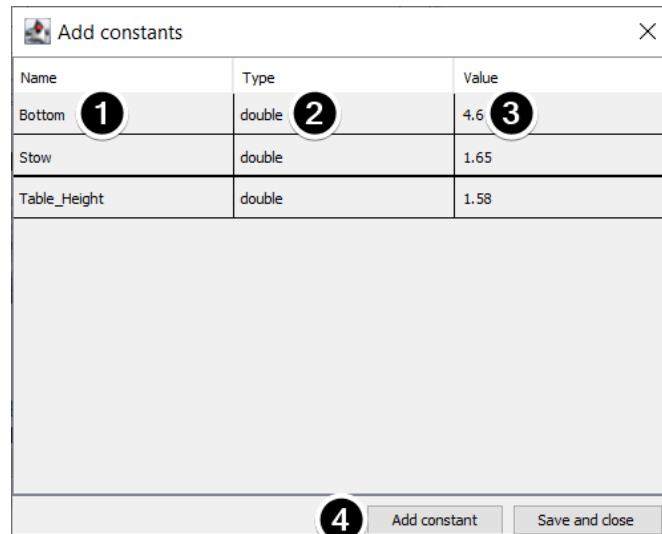 Add constants
Name Type Value
Bottom 1 double 2 4.6 3
Stow double 1.65
Table_Height double 1.58
4 Add constant Save and close